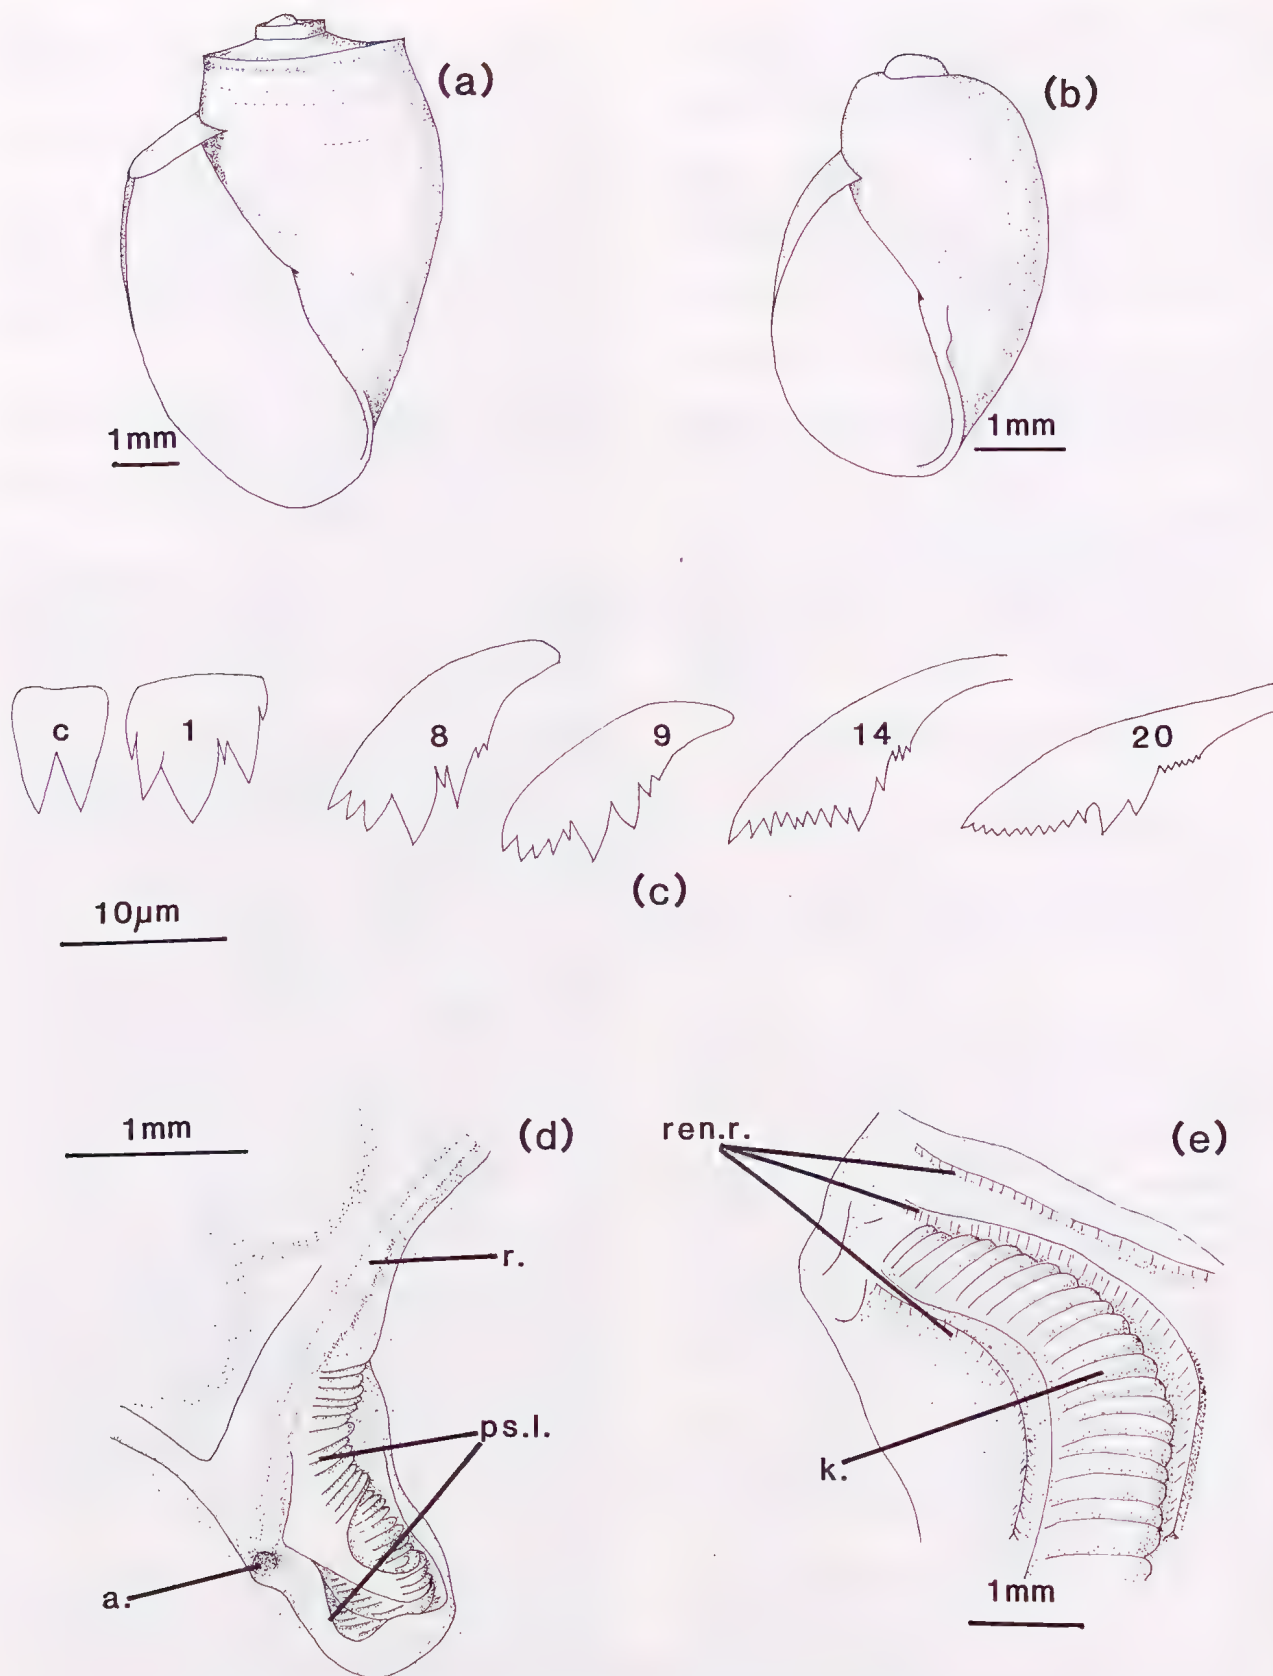 (a)
(b)
1mm
1mm
c
1
8
9
14
20
(c)
10µm
1mm
(d)
ren.r.
(e)
r.
ps.l.
k.
a.
1mm